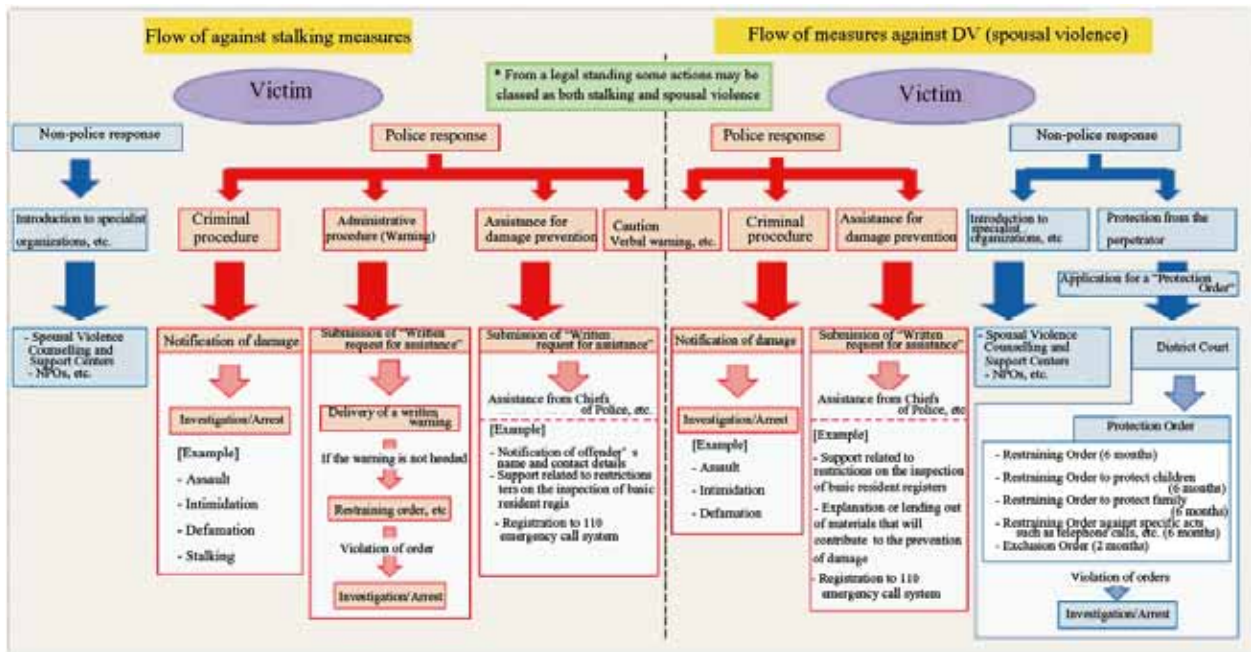 Flow of against stalking measures
Flow of measures against DV (spousal violence)
* From a legal standing some actions may be
classed as both stalking and spousal violence
Victim
Victim
Non-police response
Police response
Police response
Non-police response
Introduction to specialist
organizations, etc.
Criminal
procedure
Administrative
procedure (Warning)
Assistance for
damage prevention
Caution
Verbal warning, etc.
Criminal
procedure
Assistance for
damage prevention
Introduction to
specialist
organizations, etc
Protection from the
perpetrator
Application for a "Protection
Order"
- Spousal Violence
Counselling and
Support Centers
- NPOs, etc.
Notification of damage
Investigation/Arrest
[Example]
- Assault
- Intimidation
- Defamation
- Stalking
Submission of "Written
request for assistance"
Delivery of a written
warning
If the warning is not heeded
Restraining order, etc
Violation of order
Investigation/Arrest
Submission of "Written
request for assistance"
Assistance from Chiefs
of Police, etc.
[Example]
- Notification of offender" s
name and contact details
- Support related to restrictions
ters on the inspection of basic
resident regis
- Registration to 110
emergency call system
Notification of damage
Investigation/Arrest
[Example]
- Assault
- Intimidation
- Defamation
Submission of "Written
request for assistance"
Assistance from Chiefs
of Police, etc.
[Example]
- Support related to
restrictions on the inspection
of basic resident registers
- Explanation or lending out
of materials that will
contribute to the prevention
of damage
- Registration to 110
emergency call system
- Spousal Violence
Counselling and
Support Centers
- NPOs, etc.
District Court
Protection Order
- Restraining Order (6 months)
- Restraining Order to protect children
(6 months)
- Restraining Order to protect family
(6 months)
- Restraining Order against specific acts
such as telephone calls, etc. (6 months)
- Exclusion Order (2 months)
Violation of orders
Investigation/Arrest